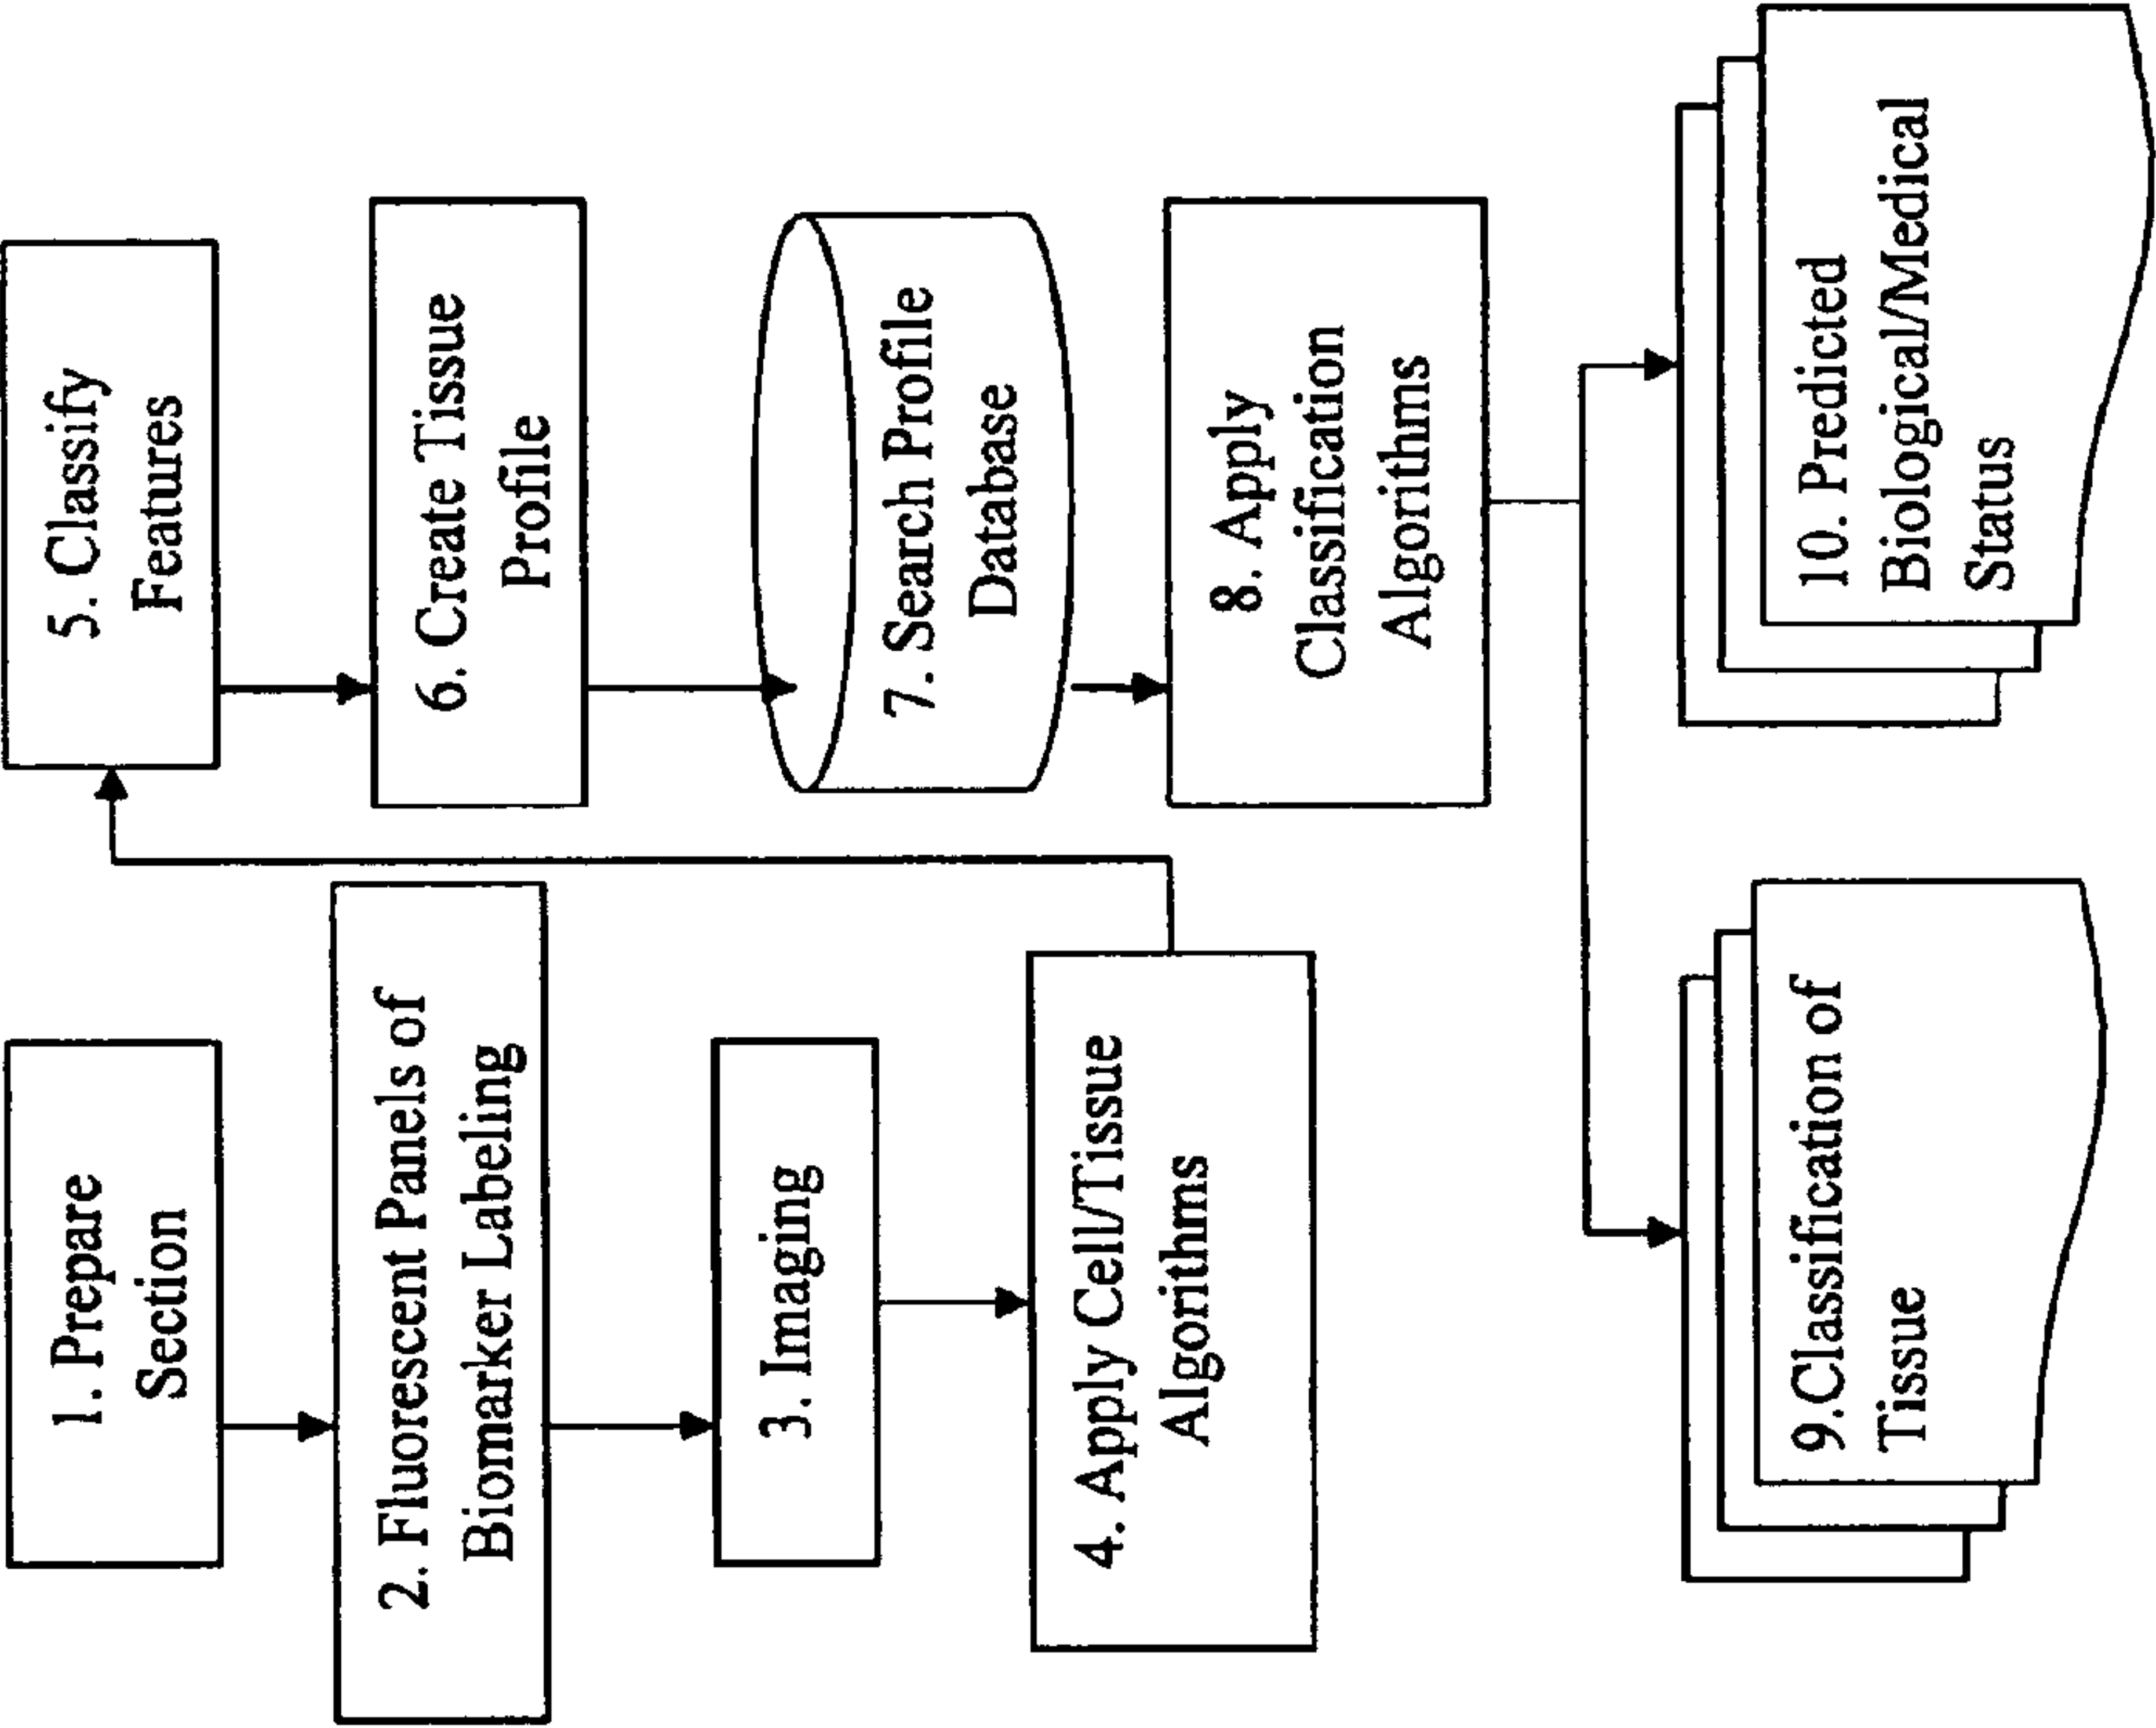 1. Prepare
Section
2. Fluorescent Panels of
Biomarker Labeling
3. Imaging
4. Apply Cell/Tissue
Algorithms
5. Classify
Features
6. Create Tissue
Profile
7. Search Profile
Database
8. Apply
Classification
Algorithms
9.Classification of
Tissue
10. Predicted
Biological/Medical
Status